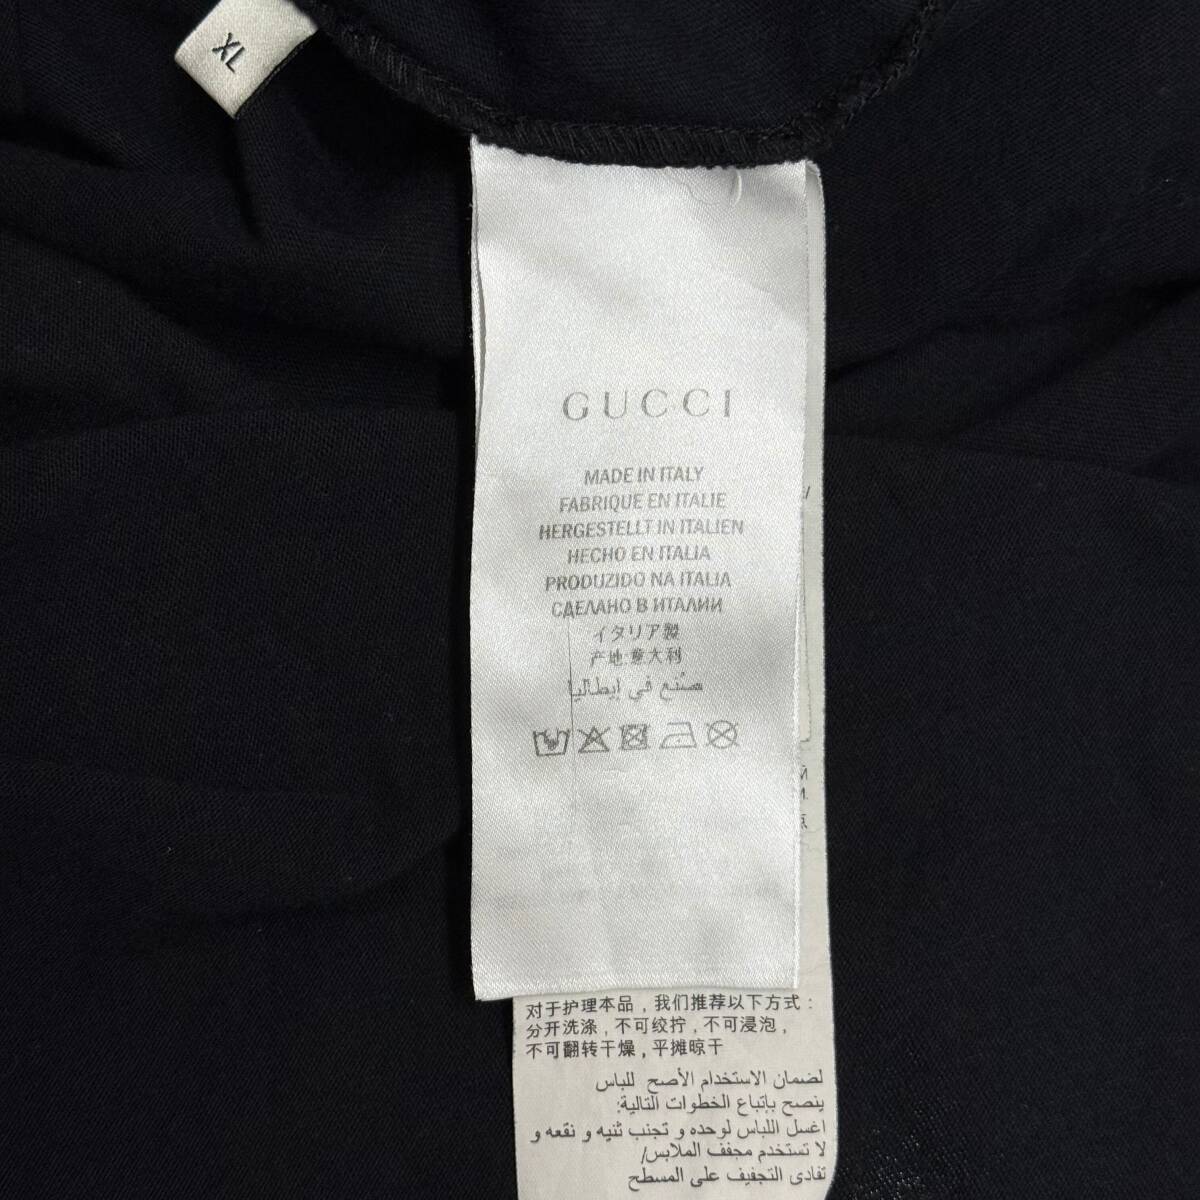 XL
GUCCI
MADE IN ITALY
FABRIQUE EN ITALIE
HERGESTELLT IN ITALIEN
HECHO EN ITALIA
PRODUZIDO NA ITALIA
СДЕЛАНО В ИТАЛИИ
イタリア製
产地:意大利
صُنع في إيطاليا
对于护理本品，我们推荐以下方式：
分开洗涤，不可绞拧，不可浸泡，
不可翻转干燥，平摊晾干
لضمان الاستخدام الأصح للباس
ينصح بإتباع الخطوات التالية:
اغسل اللباس لوحده و تجنب ثنيه و نقعه و
لا تستخدم مجفف الملابس/
تفادى التجفيف على المسطح